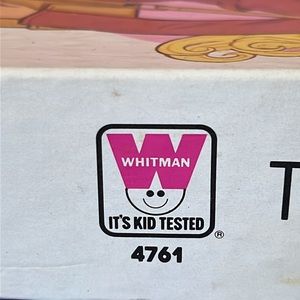 WHITMAN
IT'S KID TESTED
®
4761
T